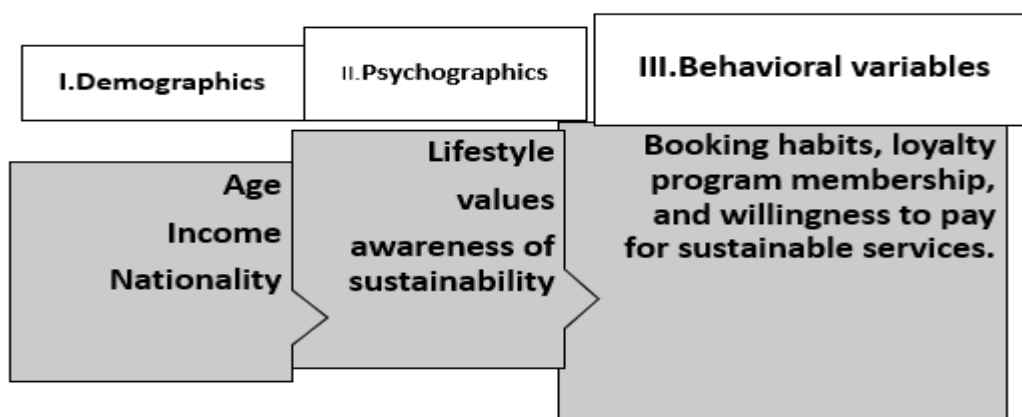 I.Demographics
II.Psychographics
III.Behavioral variables
Age
Income
Nationality
Lifestyle
values
awareness of
sustainability
Booking habits, loyalty
program membership,
and willingness to pay
for sustainable services.